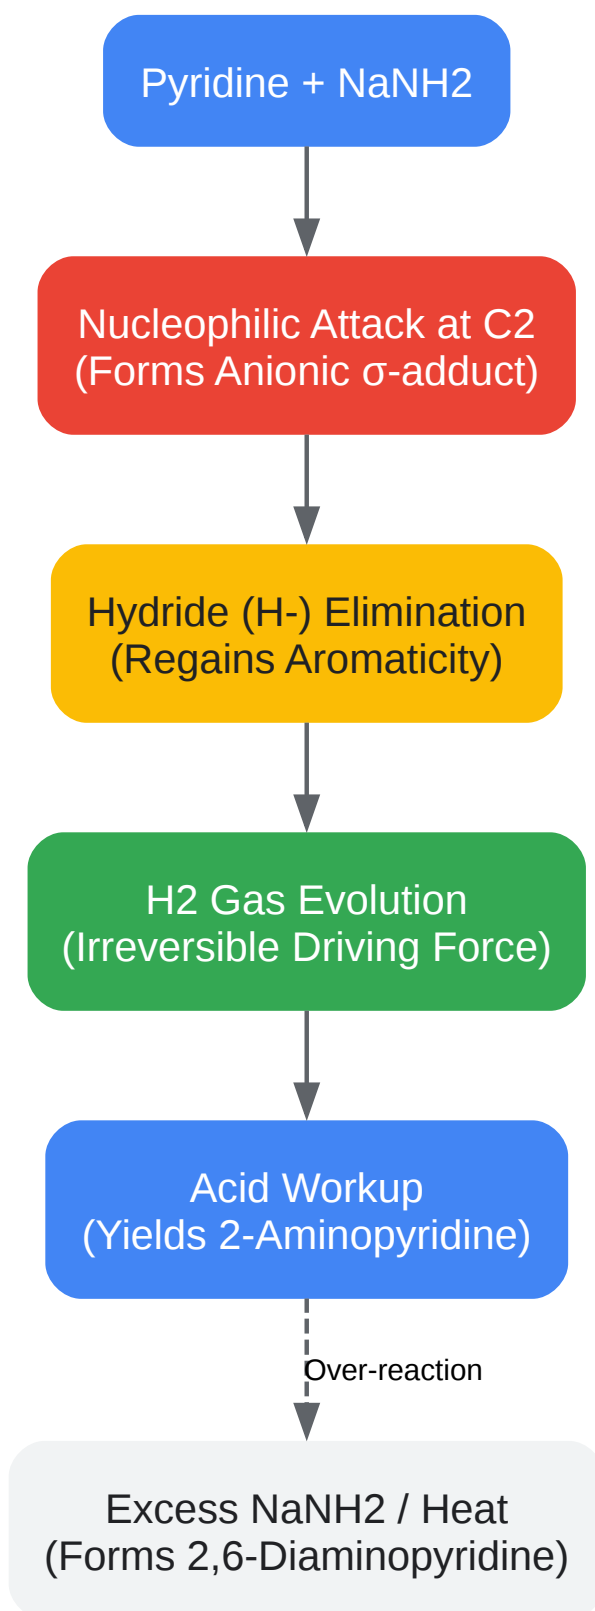 Pyridine + NaNH2
Nucleophilic Attack at C2
(Forms Anionic σ-adduct)
Hydride (H-) Elimination
(Regains Aromaticity)
H2 Gas Evolution
(Irreversible Driving Force)
Acid Workup
(Yields 2-Aminopyridine)
Over-reaction
Excess NaNH2 / Heat
(Forms 2,6-Diaminopyridine)